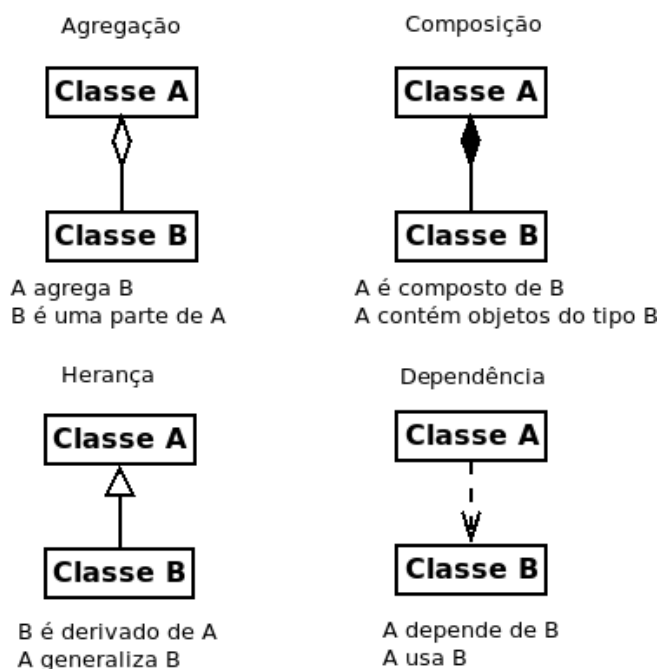 Agregação
Classe A
Classe B
A agrega B
B é uma parte de A
Composição
Classe A
Classe B
A é composto de B
A contém objetos do tipo B
Herança
Classe A
Classe B
B é derivado de A
A generaliza B
Dependência
Classe A
Classe B
A depende de B
A usa B